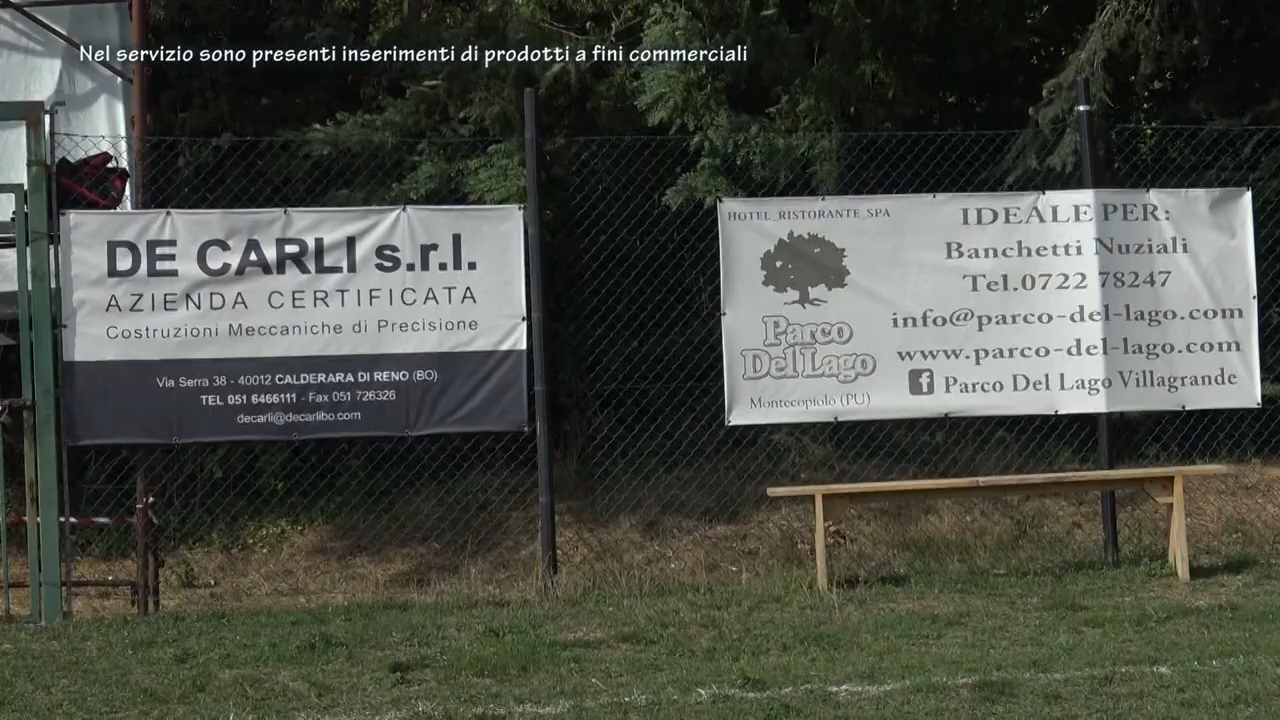 Nel servizio sono presenti inserimenti di prodotti a fini commerciali
DE CARLI s.r.l.
AZIENDA CERTIFICATA
Costruzioni Meccaniche di Precisione
Via Serra 38 - 40012 CALDERARA DI RENO (BO)
TEL 051 6466111 - Fax 051 726326
decarli@decarlibo.com
HOTEL_RISTORANTE_SPA
Parco
Del Lago
Montecopiolo (PU)
IDEALE PER:
Banchetti Nuziali
Tel.0722 78247
info@parco-del-lago.com
www.parco-del-lago.com
f Parco Del Lago Villagrande